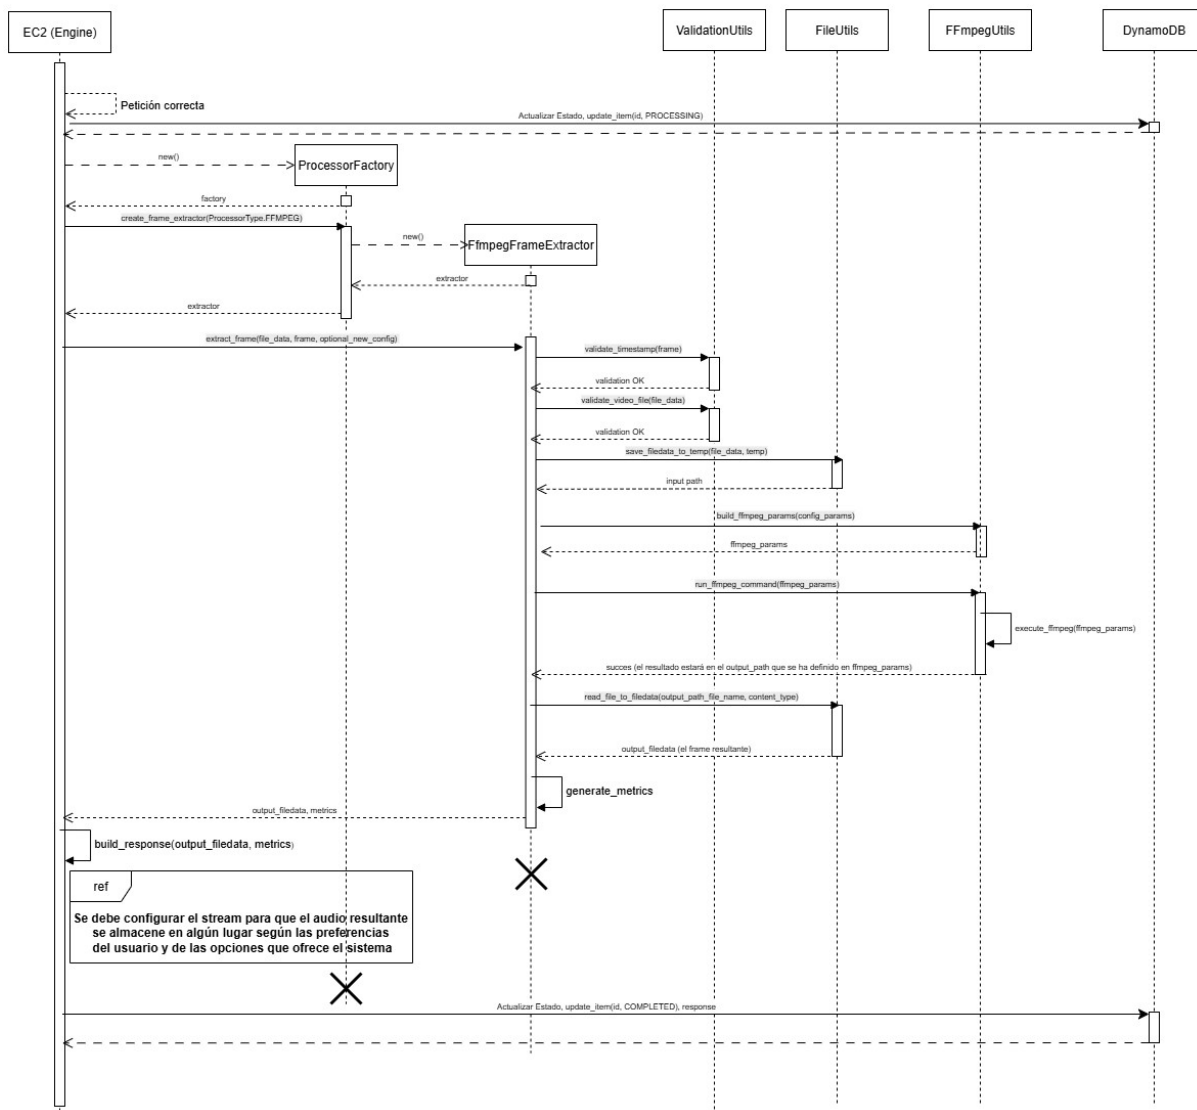 EC2 (Engine)
ValidationUtils
FileUtils
FFmpegUtils
DynamoDB
Petición correcta
Actualizar Estado, update_item(id, PROCESSING)
new()
ProcessorFactory
factory
create_frame_extractor(ProcessorType.FFMPEG)
new()
FfmpegFrameExtractor
extractor
extractor
extract_frame(file_data, frame, optional_new_config)
validate_timestamp(frame)
validation OK
validate_video_file(file_data)
validation OK
save_filedata_to_temp(file_data, temp)
input path
build_ffmpeg_params(config_params)
ffmpeg_params
run_ffmpeg_command(ffmpeg_params)
execute_ffmpeg(ffmpeg_params)
succes (el resultado estará en el output_path que se ha definido en ffmpeg_params)
read_file_to_filedata(output_path_file_name, content_type)
output_filedata (el frame resultante)
generate_metrics
output_filedata, metrics
build_response(output_filedata, metrics)
ref
Se debe configurar el stream para que el audio resultante
se almacene en algún lugar según las preferencias
del usuario y de las opciones que ofrece el sistema
Actualizar Estado, update_item(id, COMPLETED), response